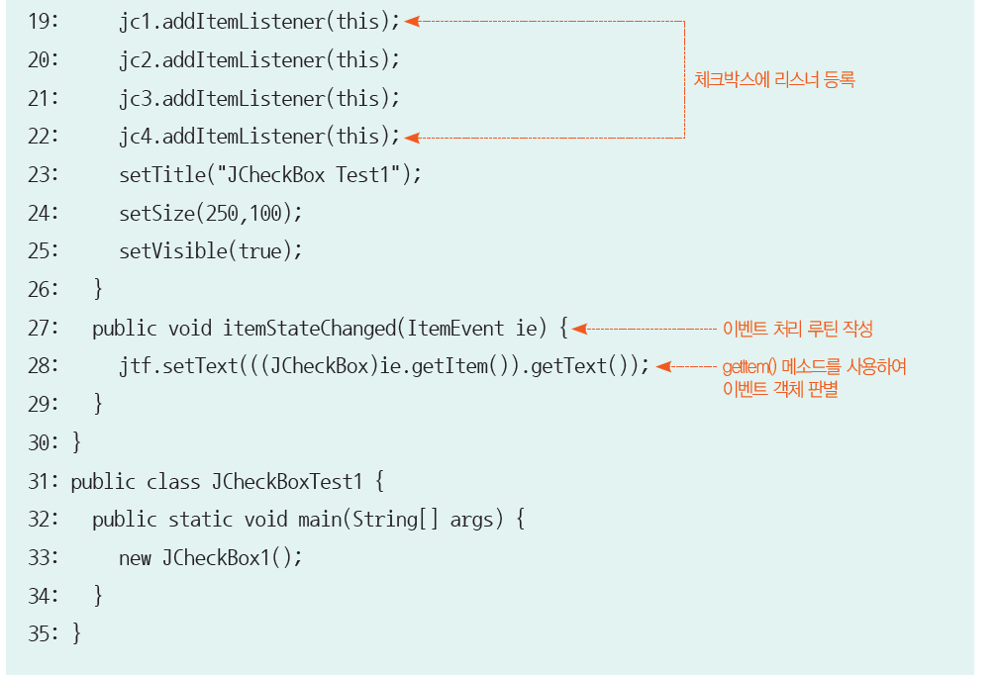 19:      jc1.addItemListener(this);
20:      jc2.addItemListener(this);
체크박스에 리스너 등록
21:      jc3.addItemListener(this);
22:      jc4.addItemListener(this);
23:      setTitle("JCheckBox Test1");
24:      setSize(250,100);
25:      setVisible(true);
26:   }
27:   public void itemStateChanged(ItemEvent ie) { 이벤트 처리 루틴 작성
28:      jtf.setText(((JCheckBox)ie.getItem()).getText()); getItem() 메소드를 사용하여
이벤트 객체 판별
29:   }
30: }
31: public class JCheckBoxTest1 {
32:   public static void main(String[] args) {
33:      new JCheckBox1();
34:   }
35: }